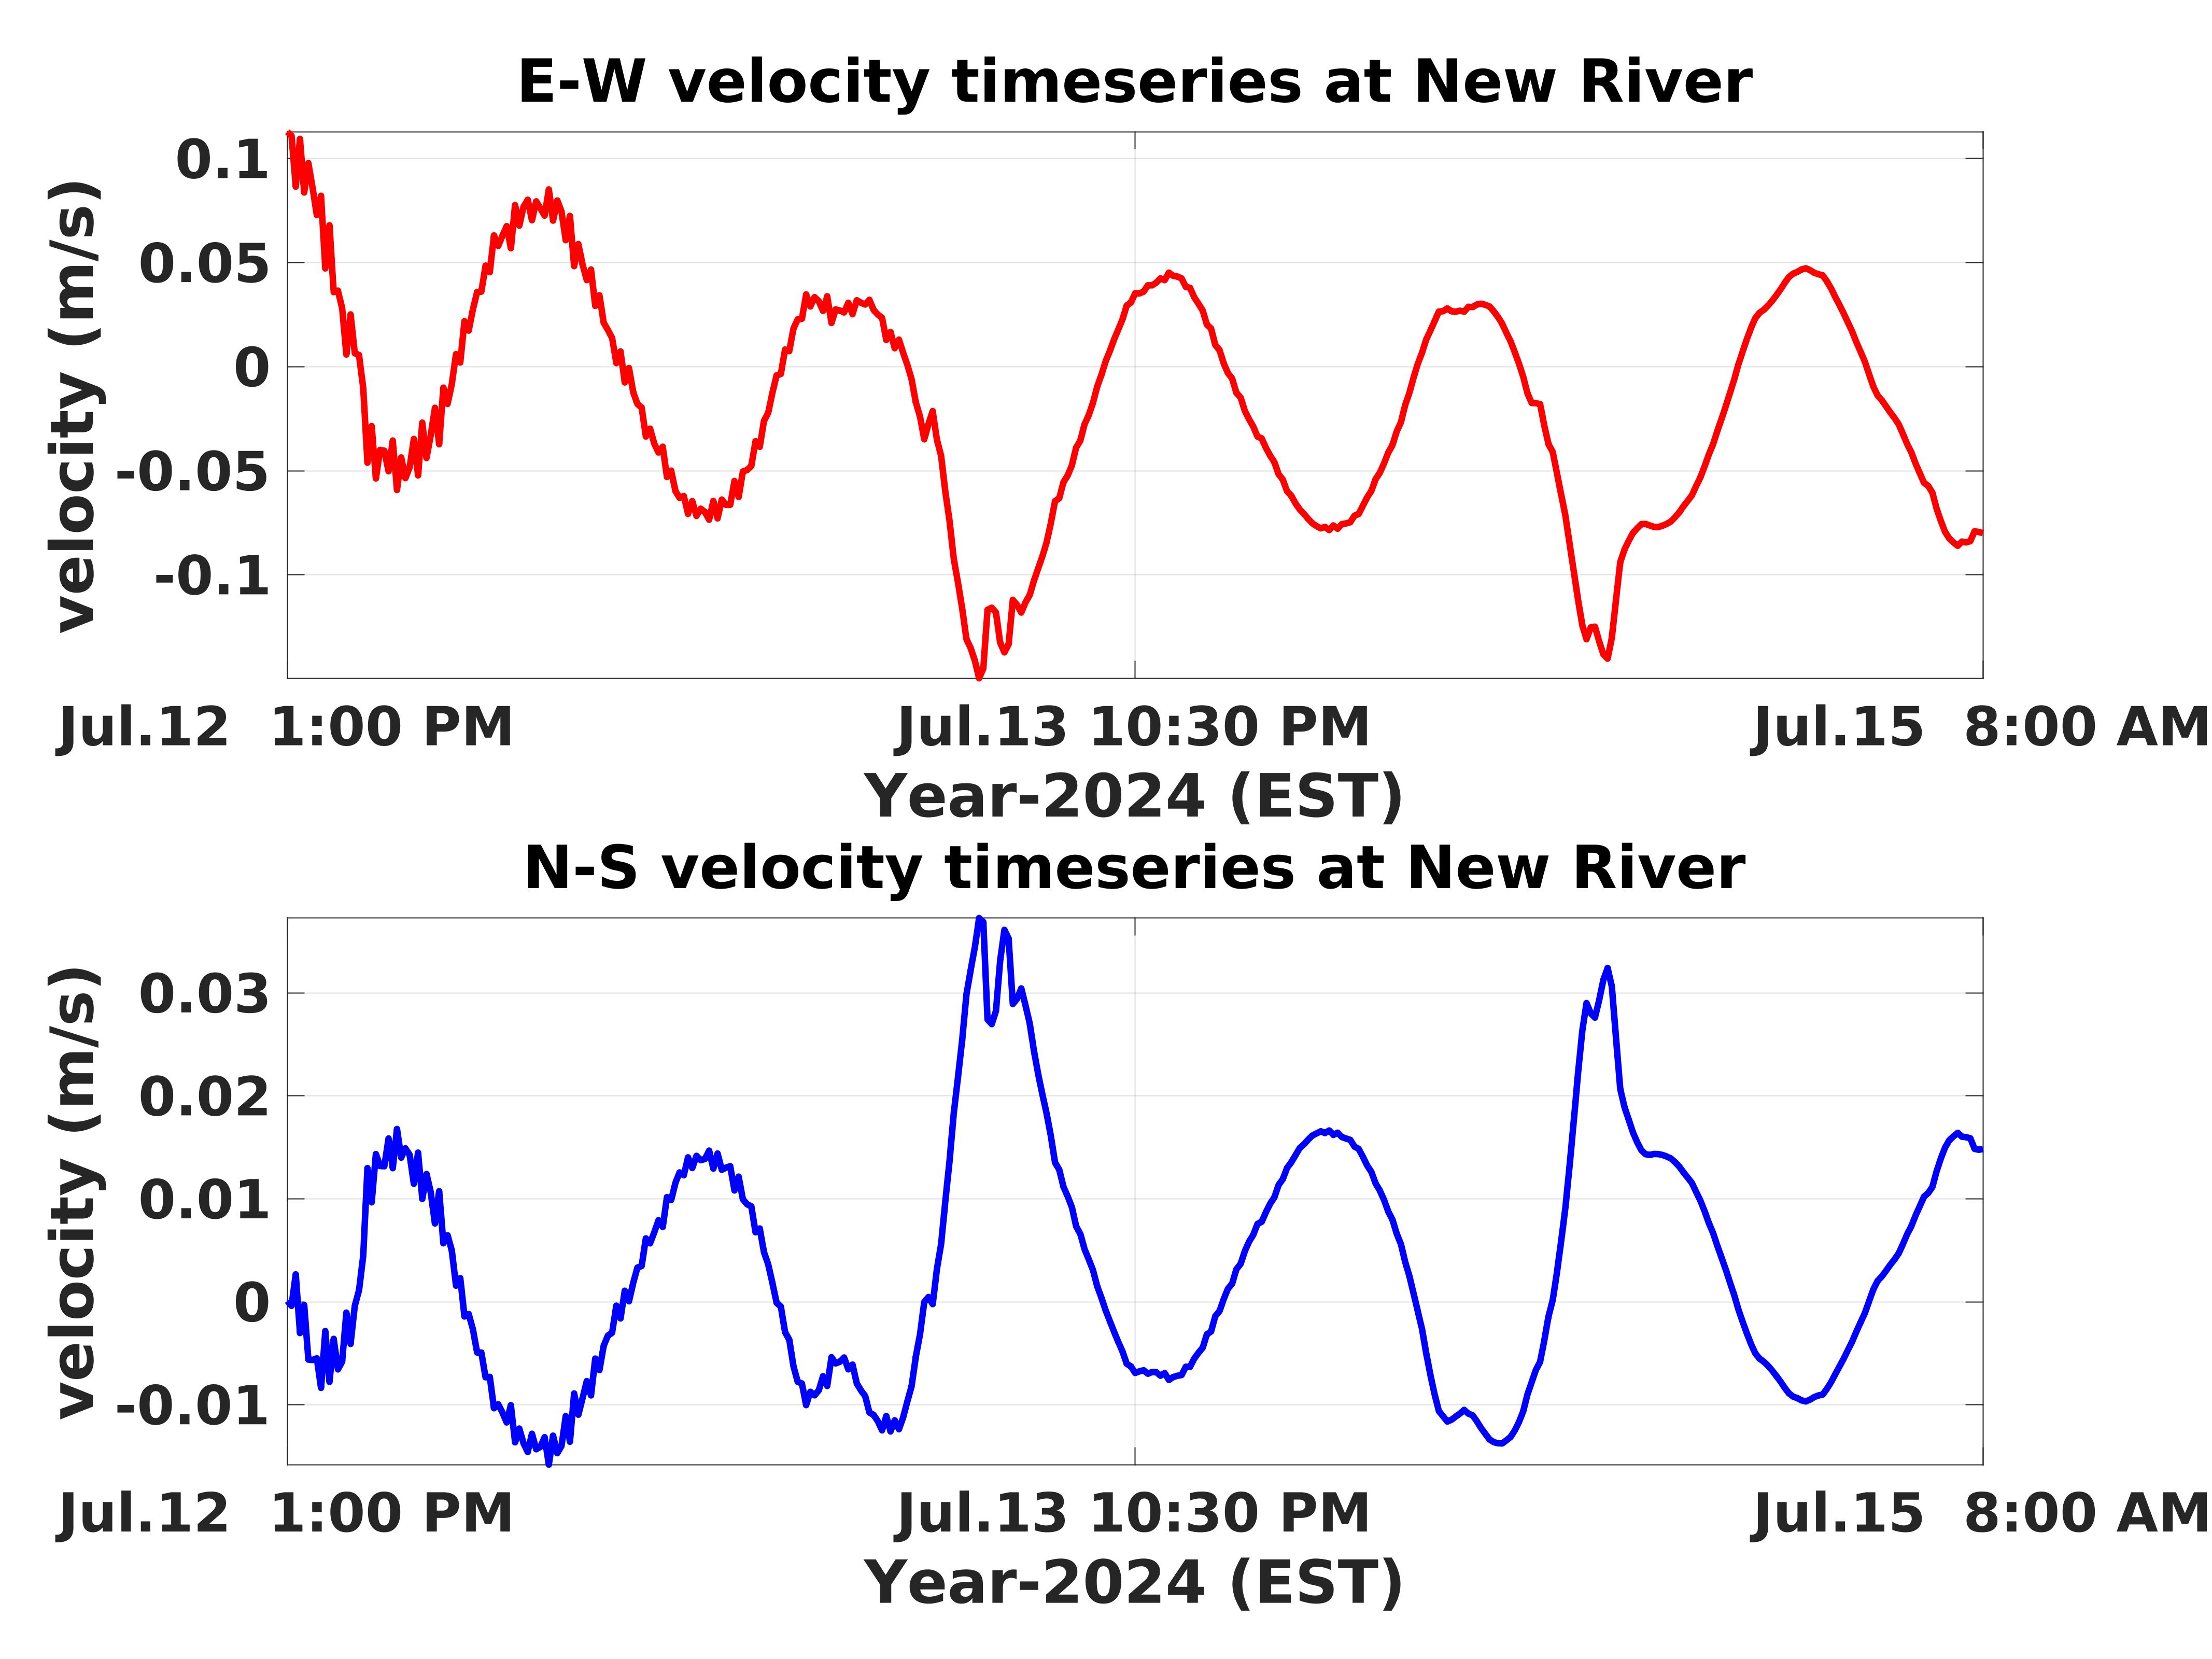 E-W velocity timeseries at New River
velocity (m/s)
0.1
0.05
0
-0.05
-0.1
Jul.12  1:00 PM
Jul.13 10:30 PM
Jul.15  8:00 AM
Year-2024 (EST)
N-S velocity timeseries at New River
velocity (m/s)
0.03
0.02
0.01
0
-0.01
Jul.12  1:00 PM
Jul.13 10:30 PM
Jul.15  8:00 AM
Year-2024 (EST)